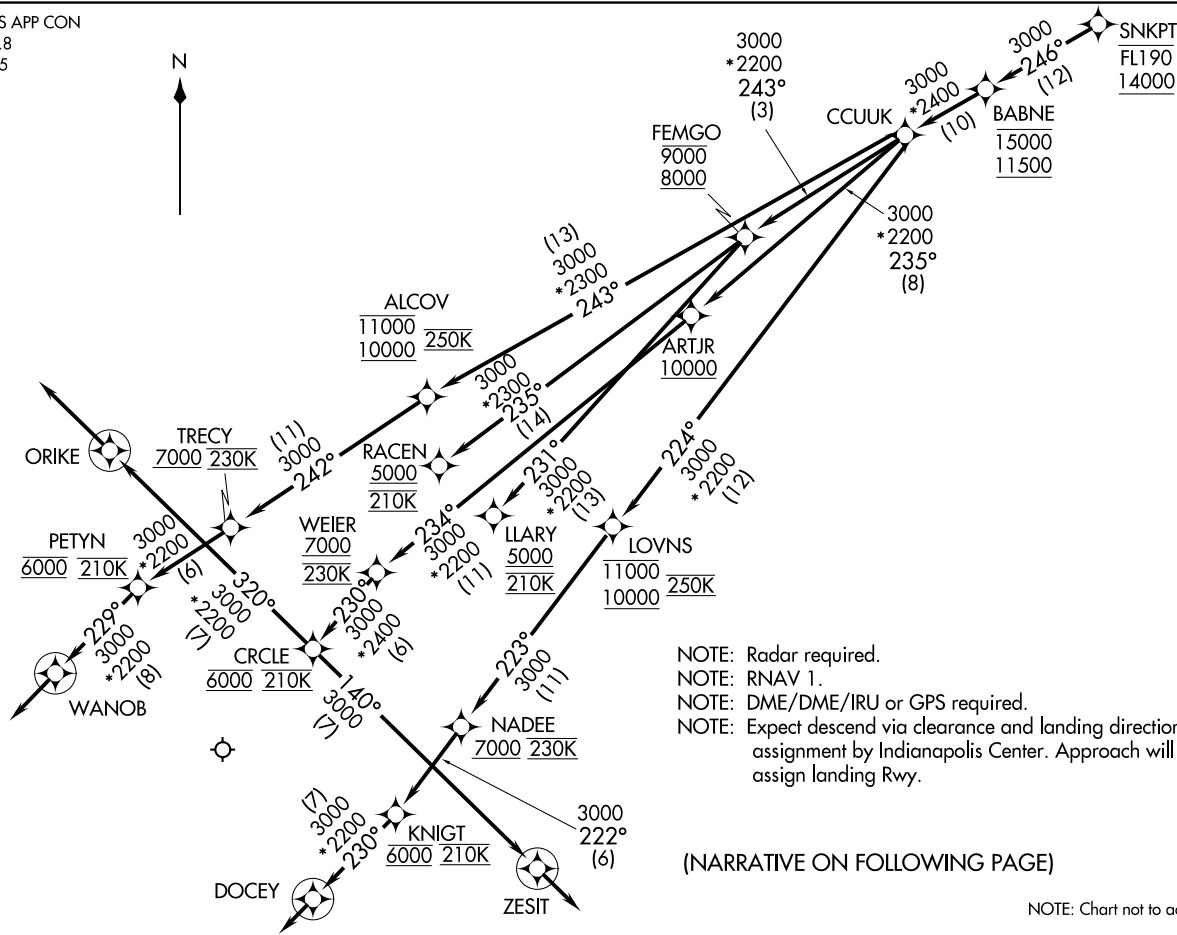 S APP CON
.8
5
N
3000
*2200
243°
(3)
3000
246°
(12)
SNKPT
FL190
14000
3000
*2400
(10)
BABNE
15000
11500
CCUUK
FEMGO
9000
8000
3000
*2200
235°
(8)
(13)
3000
*2300
243°
ALCOV
11000
10000
250K
ARTJR
10000
3000
*2300
235°
(14)
TRECY
7000 230K
(11)
3000
242°
ORIKE
RACEN
5000
210K
231°
3000
*2200
(13)
224°
3000
*2200
(12)
WEIER
7000
230K
234°
3000
*2200
(11)
LLARY
5000
210K
LOVNS
11000
10000
250K
PETYN
6000 210K
3000
*2200
(6)
320°
3000
*2200
(7)
230°
3000
*2400
(6)
229°
3000
*2200
(8)
WANOB
CRCLE
6000 210K
140°
3000
(7)
223°
3000
(11)
NADEE
7000 230K
NOTE: Radar required.
NOTE: RNAV 1.
NOTE: DME/DME/IRU or GPS required.
NOTE: Expect descend via clearance and landing direction
assignment by Indianapolis Center. Approach will
assign landing Rwy.
3000
222°
(6)
(7)
3000
*2200
230°
KNIGT
6000 210K
DOCEY
ZESIT
(NARRATIVE ON FOLLOWING PAGE)
NOTE: Chart not to